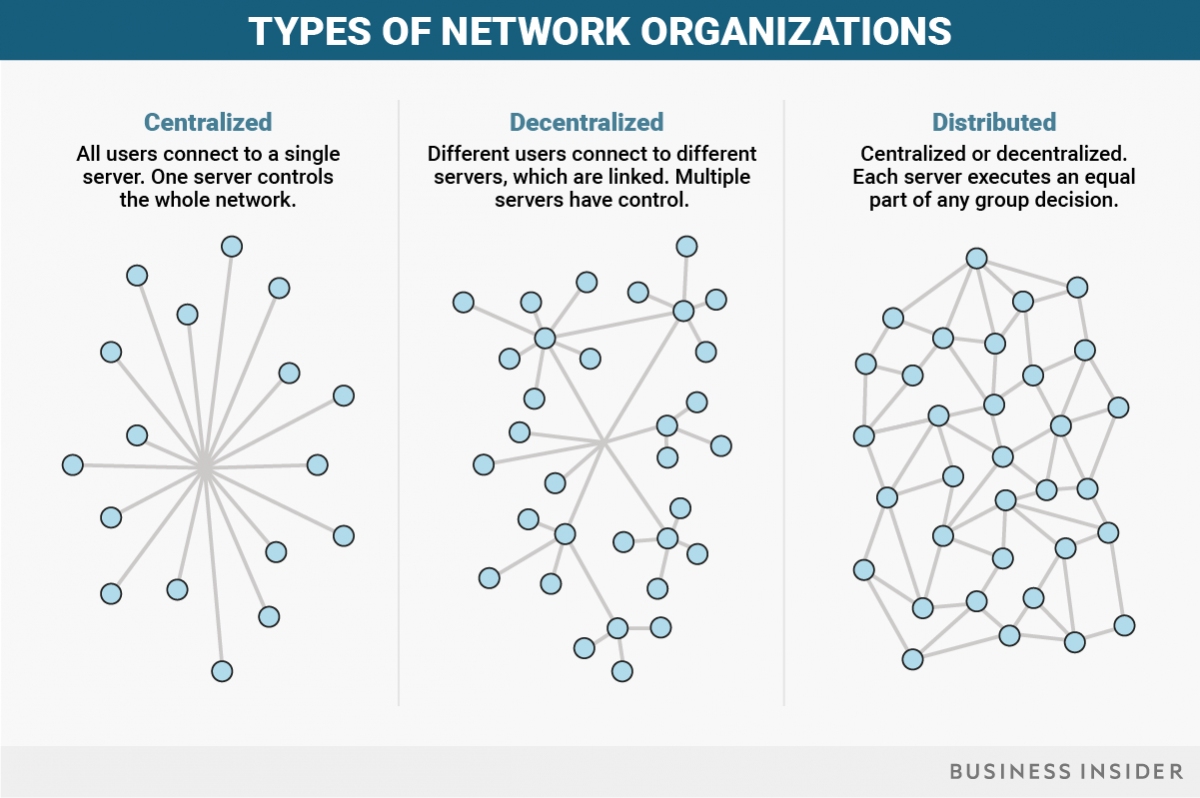 TYPES OF NETWORK ORGANIZATIONS
Centralized
All users connect to a single
server. One server controls
the whole network.
Decentralized
Different users connect to different
servers, which are linked. Multiple
servers have control.
Distributed
Centralized or decentralized.
Each server executes an equal
part of any group decision.
BUSINESS INSIDER